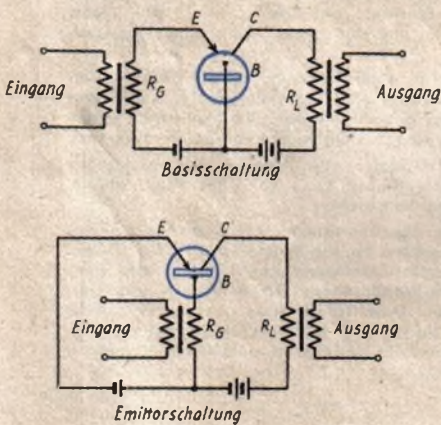 E C
Eingang
R_G
B
R_L
Ausgang
Basisschaltung
E C
B
Eingang
R_G
R_L
Ausgang
Emittorschaltung